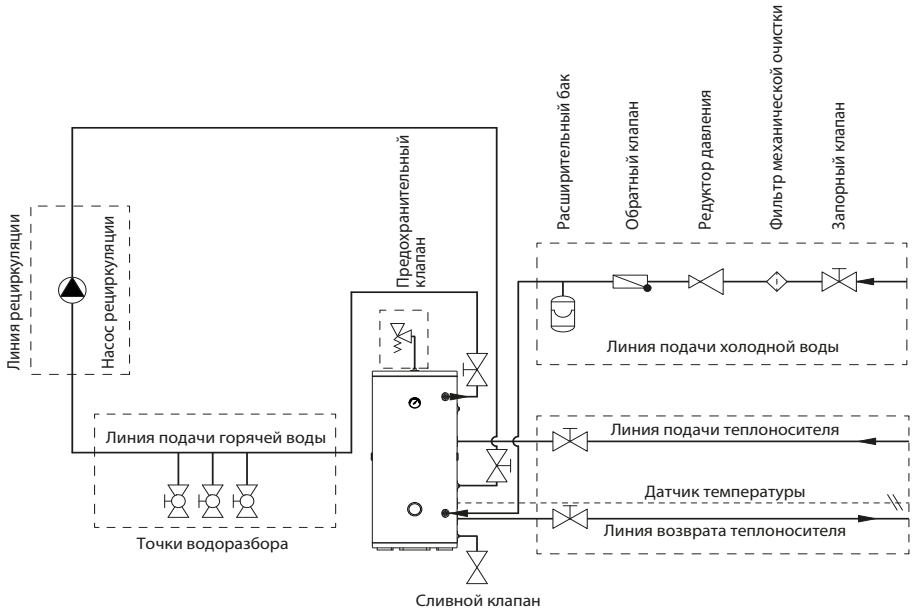 Линия рециркуляции
Насос рециркуляции
Предохранительный
клапан
Расширительный бак
Обратный клапан
Редуктор давления
Фильтр механической очистки
Запорный клапан
Линия подачи холодной воды
Линия подачи горячей воды
Точки водоразбора
Линия подачи теплоносителя
Датчик температуры
Линия возврата теплоносителя
Сливной клапан